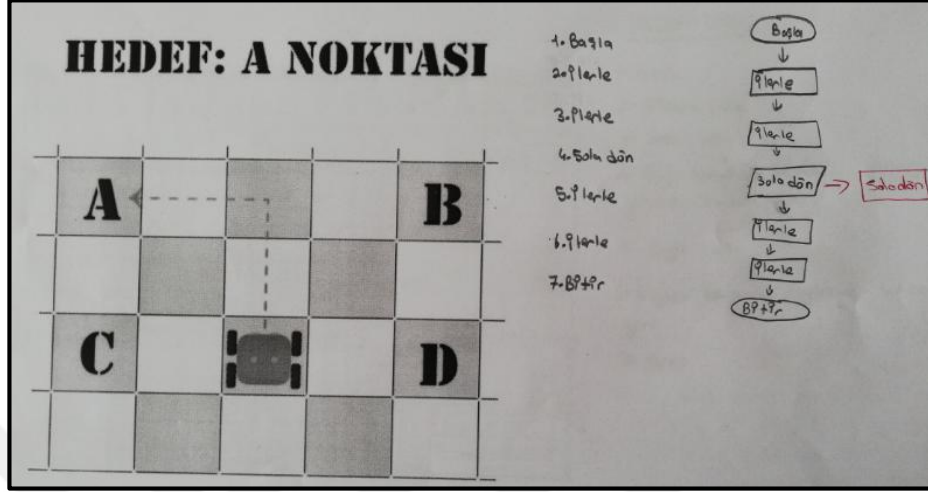 HEDEF: A NOKTASI
A
B
C
D
1. Başla
2. İlerle
3. İlerle
4. Sola dön
5. İlerle
6. İlerle
7. Bitir
Başla
İlerle
İlerle
Sola dön
Sola dön
İlerle
İlerle
Bitir